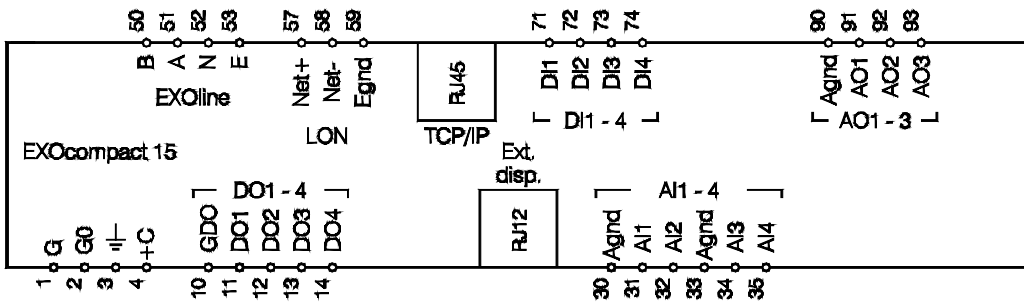 50 51 52 53 57 58 59 71 72 73 74 90 91 92 93
B A N E Net+ Net- Egnd RJ45 DI1 DI2 DI3 DI4 Agnd AO1 AO2 AO3
EXOline
LON TCP/IP DI1 - 4 AO1 - 3
EXOcompact 15
Ext.
disp.
DO1 - 4 AI1 - 4
G G0 +C GDO DO1 DO2 DO3 DO4 RJ12 Agnd AI1 AI2 Agnd AI3 AI4
1 2 3 4 10 11 12 13 14 30 31 32 33 34 35